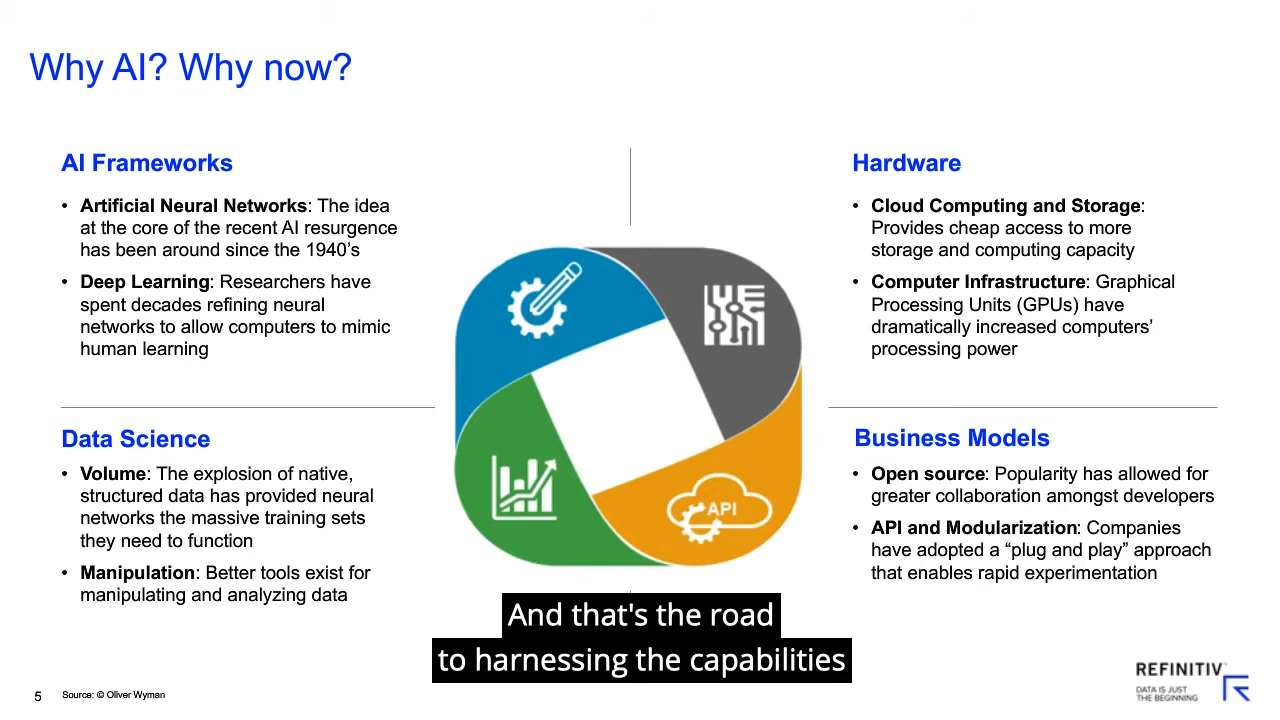 Why AI? Why now?
AI Frameworks
• Artificial Neural Networks: The idea
at the core of the recent AI resurgence
has been around since the 1940's
• Deep Learning: Researchers have
spent decades refining neural
networks to allow computers to mimic
human learning
Hardware
• Cloud Computing and Storage:
Provides cheap access to more
storage and computing capacity
• Computer Infrastructure: Graphical
Processing Units (GPUs) have
dramatically increased computers'
processing power
Data Science
• Volume: The explosion of native,
structured data has provided neural
networks the massive training sets
they need to function
• Manipulation: Better tools exist for
manipulating and analyzing data
API
Business Models
• Open source: Popularity has allowed for
greater collaboration amongst developers
• API and Modularization: Companies
have adopted a “plug and play” approach
that enables rapid experimentation
And that's the road
to harnessing the capabilities
5
Source: © Oliver Wyman
REFINITIV
DATA IS JUST
THE BEGINNING